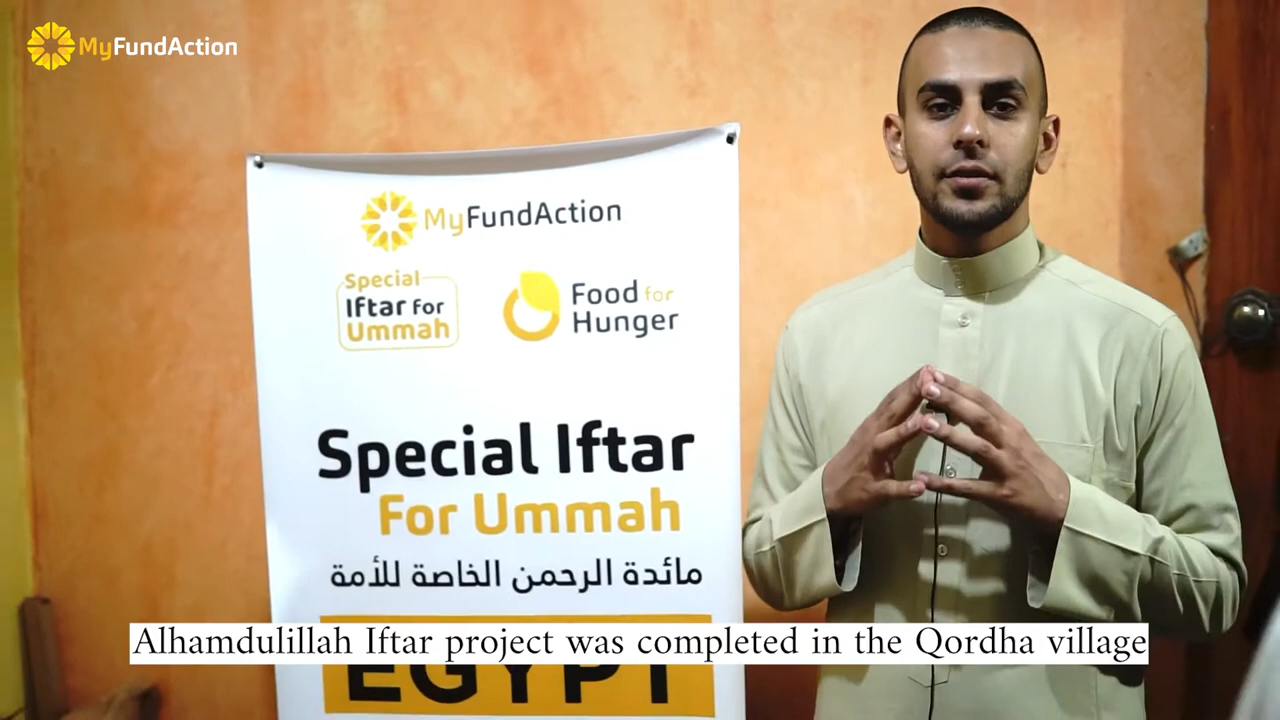 MyFundAction
MyFundAction
Special
Iftar for
Ummah
Food for
Hunger
Special Iftar
For Ummah
مائدة الرحمن الخاصة للأمة
Alhamdulillah Iftar project was completed in the Qordha village
EGYPT